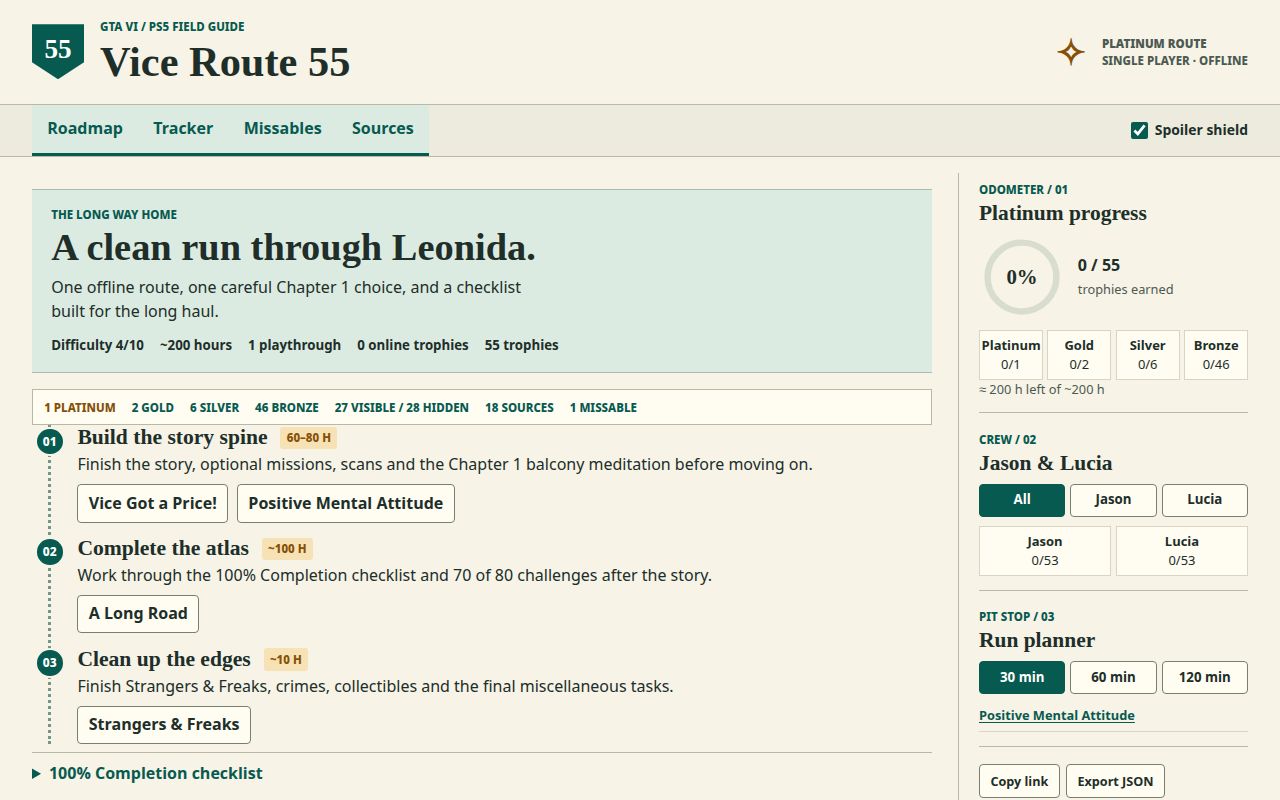 55
GTA VI / PS5 FIELD GUIDE
Vice Route 55
PLATINUM ROUTE
SINGLE PLAYER · OFFLINE
Roadmap
Tracker
Missables
Sources
Spoiler shield
THE LONG WAY HOME
A clean run through Leonida.
One offline route, one careful Chapter 1 choice, and a checklist
built for the long haul.
Difficulty 4/10 ~200 hours 1 playthrough 0 online trophies 55 trophies
1 PLATINUM 2 GOLD 6 SILVER 46 BRONZE 27 VISIBLE / 28 HIDDEN 18 SOURCES 1 MISSABLE
01 Build the story spine 60–80 H
Finish the story, optional missions, scans and the Chapter 1 balcony meditation before moving on.
Vice Got a Price! Positive Mental Attitude
02 Complete the atlas ~100 H
Work through the 100% Completion checklist and 70 of 80 challenges after the story.
A Long Road
03 Clean up the edges ~10 H
Finish Strangers & Freaks, crimes, collectibles and the final miscellaneous tasks.
Strangers & Freaks
100% Completion checklist
ODOMETER / 01
Platinum progress
0%
0 / 55
trophies earned
Platinum Gold Silver Bronze
0/1 0/2 0/6 0/46
≈ 200 h left of ~200 h
CREW / 02
Jason & Lucia
All Jason Lucia
Jason Lucia
0/53 0/53
PIT STOP / 03
Run planner
30 min 60 min 120 min
Positive Mental Attitude
Copy link Export JSON